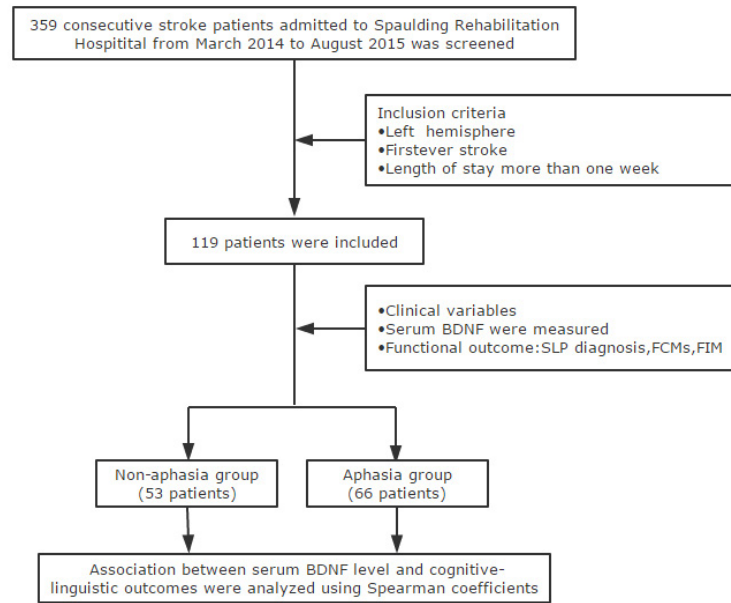 359 consecutive stroke patients admitted to Spaulding Rehabilitation
Hospitital from March 2014 to August 2015 was screened
Inclusion criteria
•Left hemisphere
•Firstever stroke
•Length of stay more than one week
119 patients were included
•Clinical variables
•Serum BDNF were measured
•Functional outcome:SLP diagnosis,FCMs,FIM
Non-aphasia group
(53 patients)
Aphasia group
(66 patients)
Association between serum BDNF level and cognitive-
linguistic outcomes were analyzed using Spearman coefficients